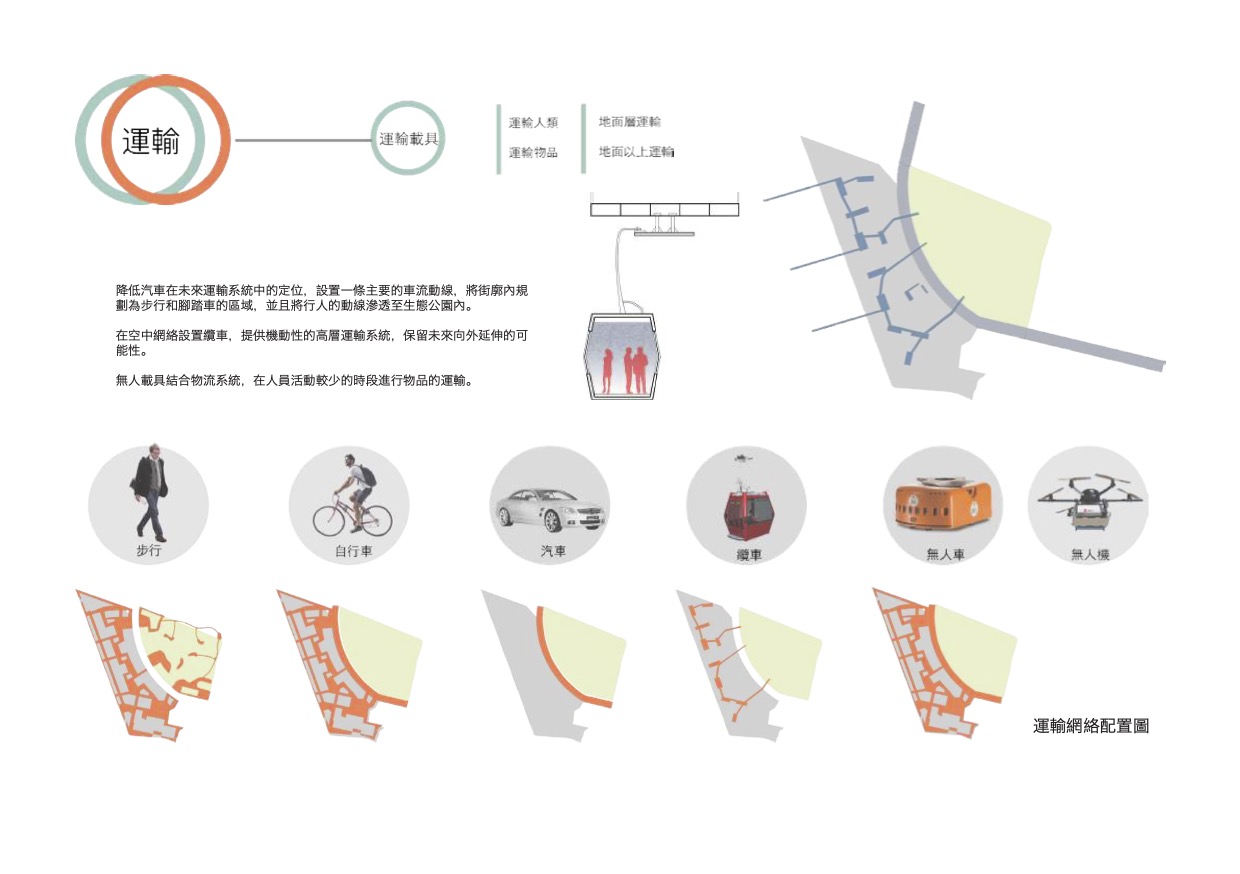 運輸
運輸載具
運輸人類
運輸物品
地面層運輸
地面以上運輸
降低汽車在未來運輸系統中的定位，設置一條主要的車流動線，將街廓內規
劃為步行和腳踏車的區域，並且將行人的動線滲透至生態公園內。
在空中網絡設置纜車，提供機動性的高層運輸系統，保留未來向外延伸的可
能性。
無人載具結合物流系統，在人員活動較少的時段進行物品的運輸。
步行
自行車
汽車
纜車
無人車
無人機
運輸網絡配置圖